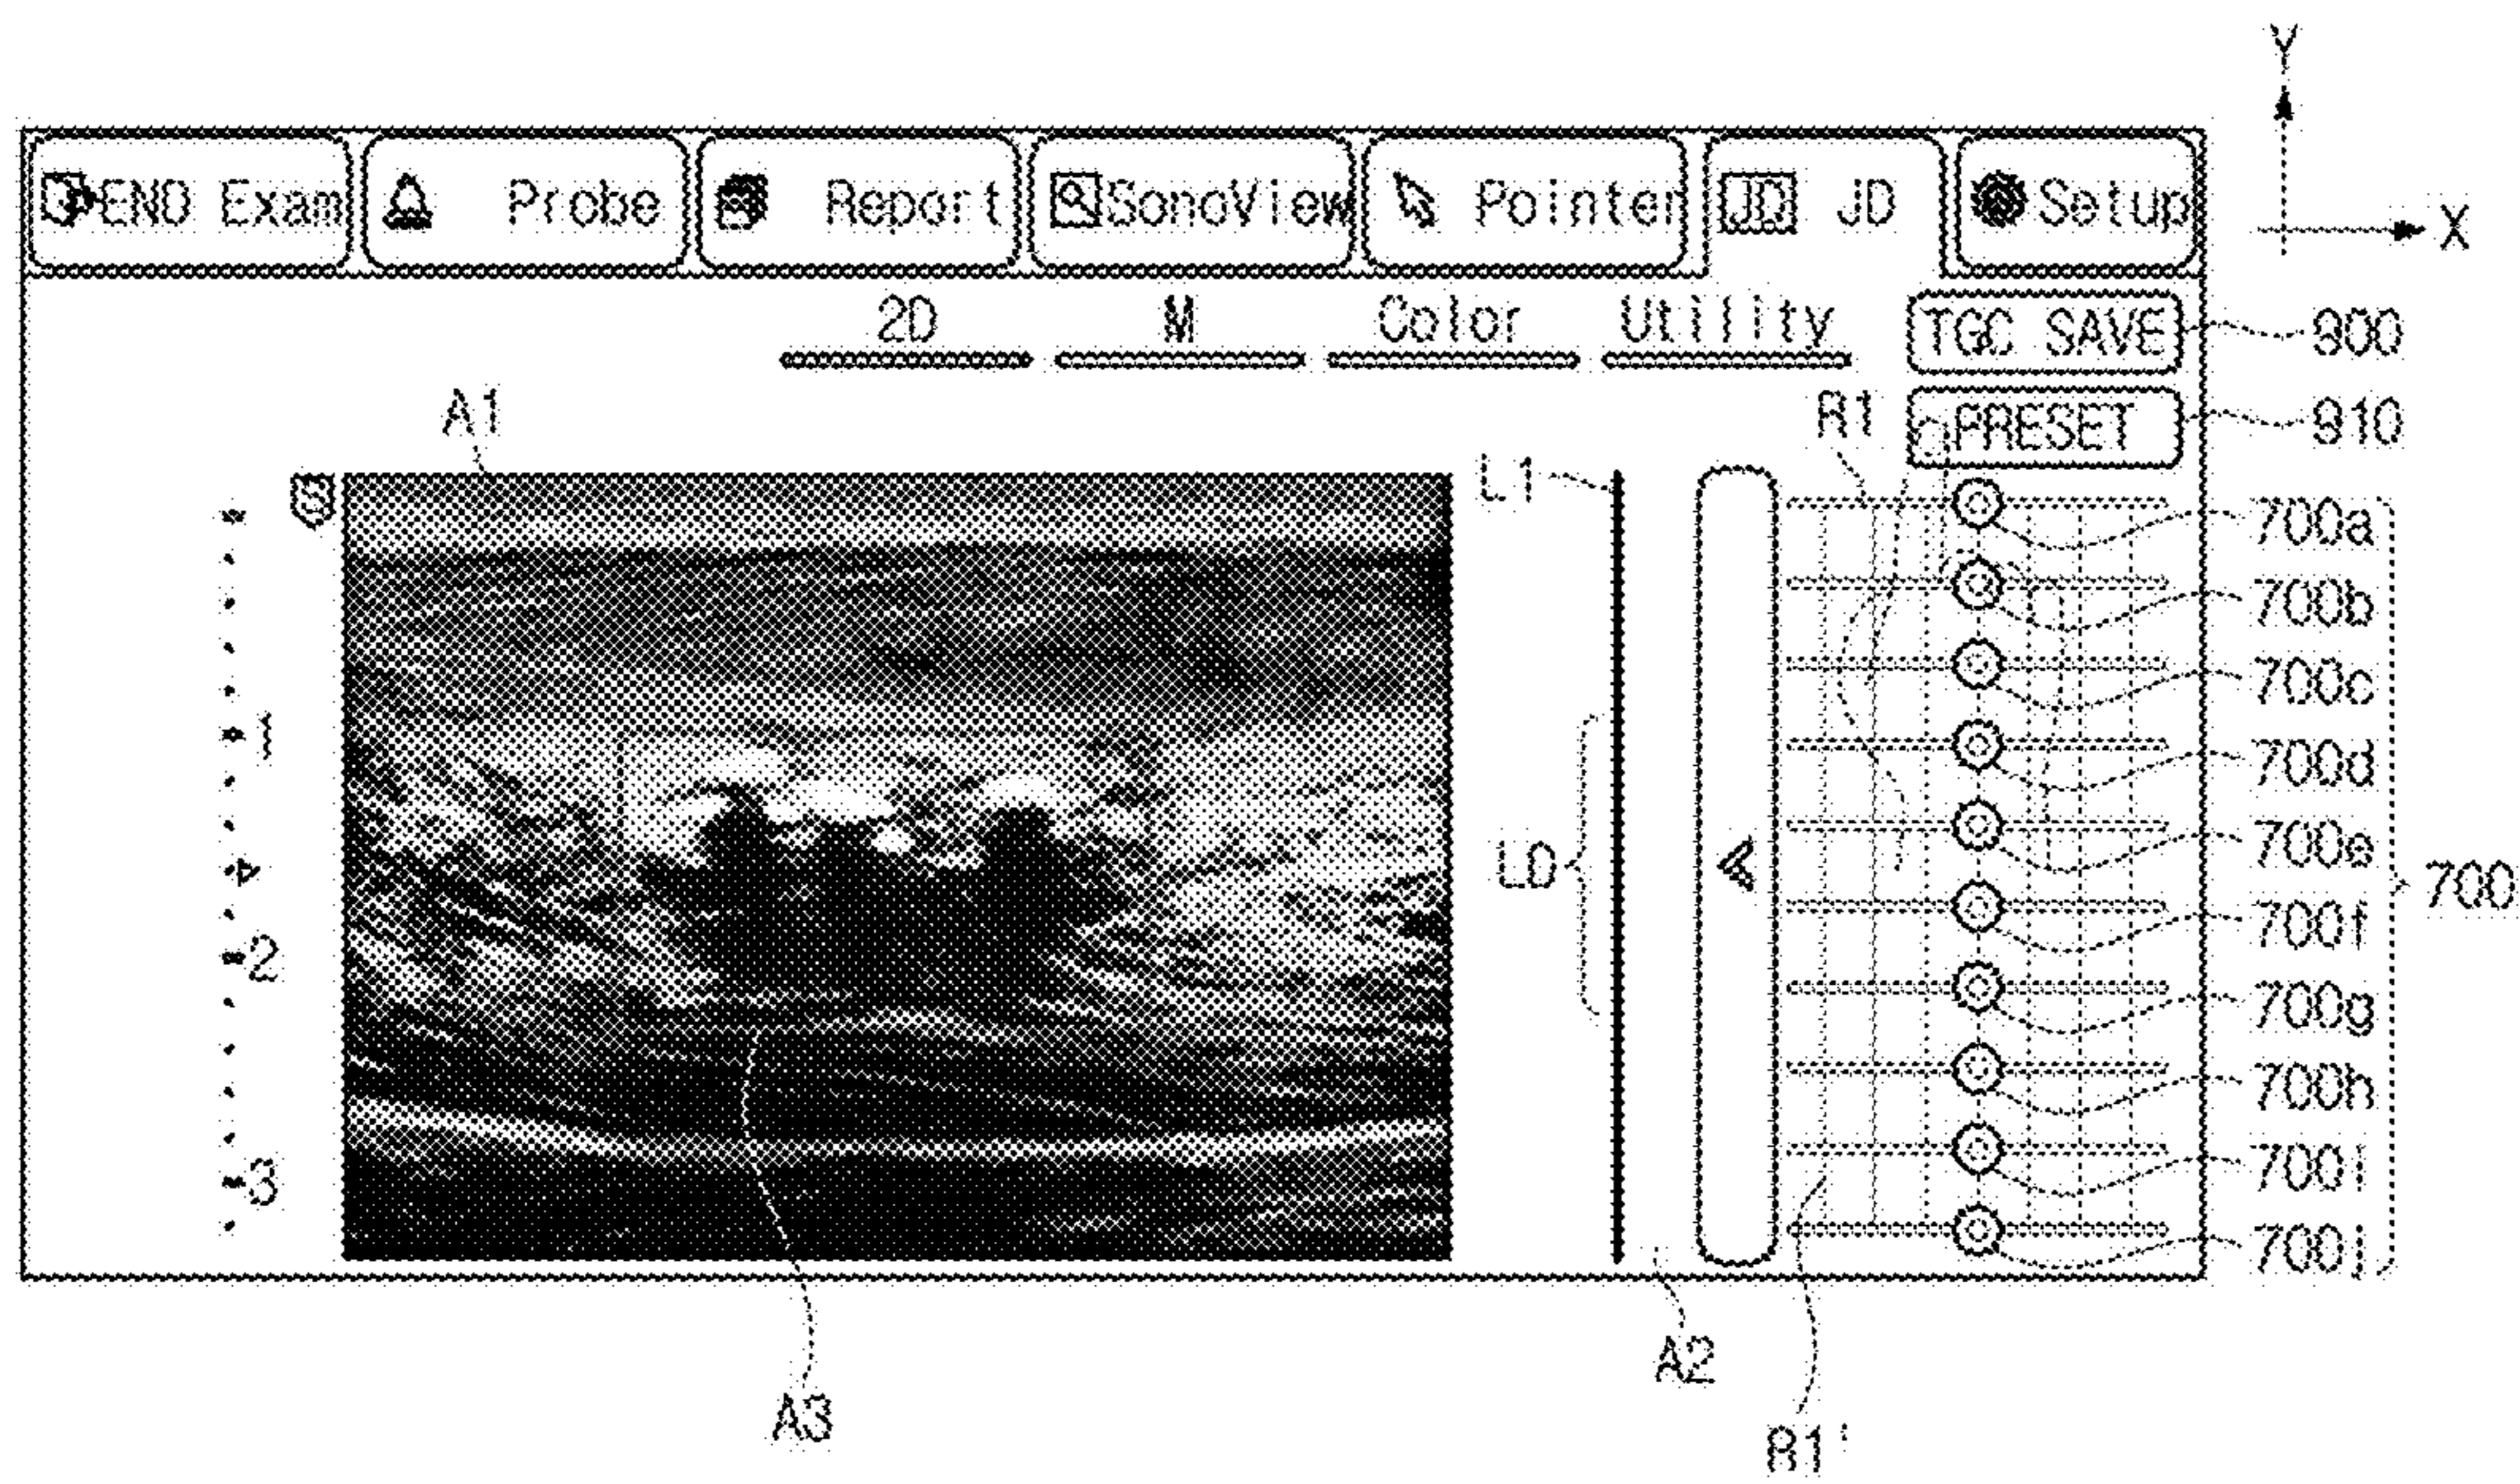 Y
END Exam Probe Report SonoView Pointer JD JD Setup
X
2D M Color Utility TGC SAVE 900
A1 R1 PRESET 910
S L1 700a
700b
700c
1 700d
LD 700e 700
700f
2 700g
700h
3 700i
700j
A2
A3
R1'